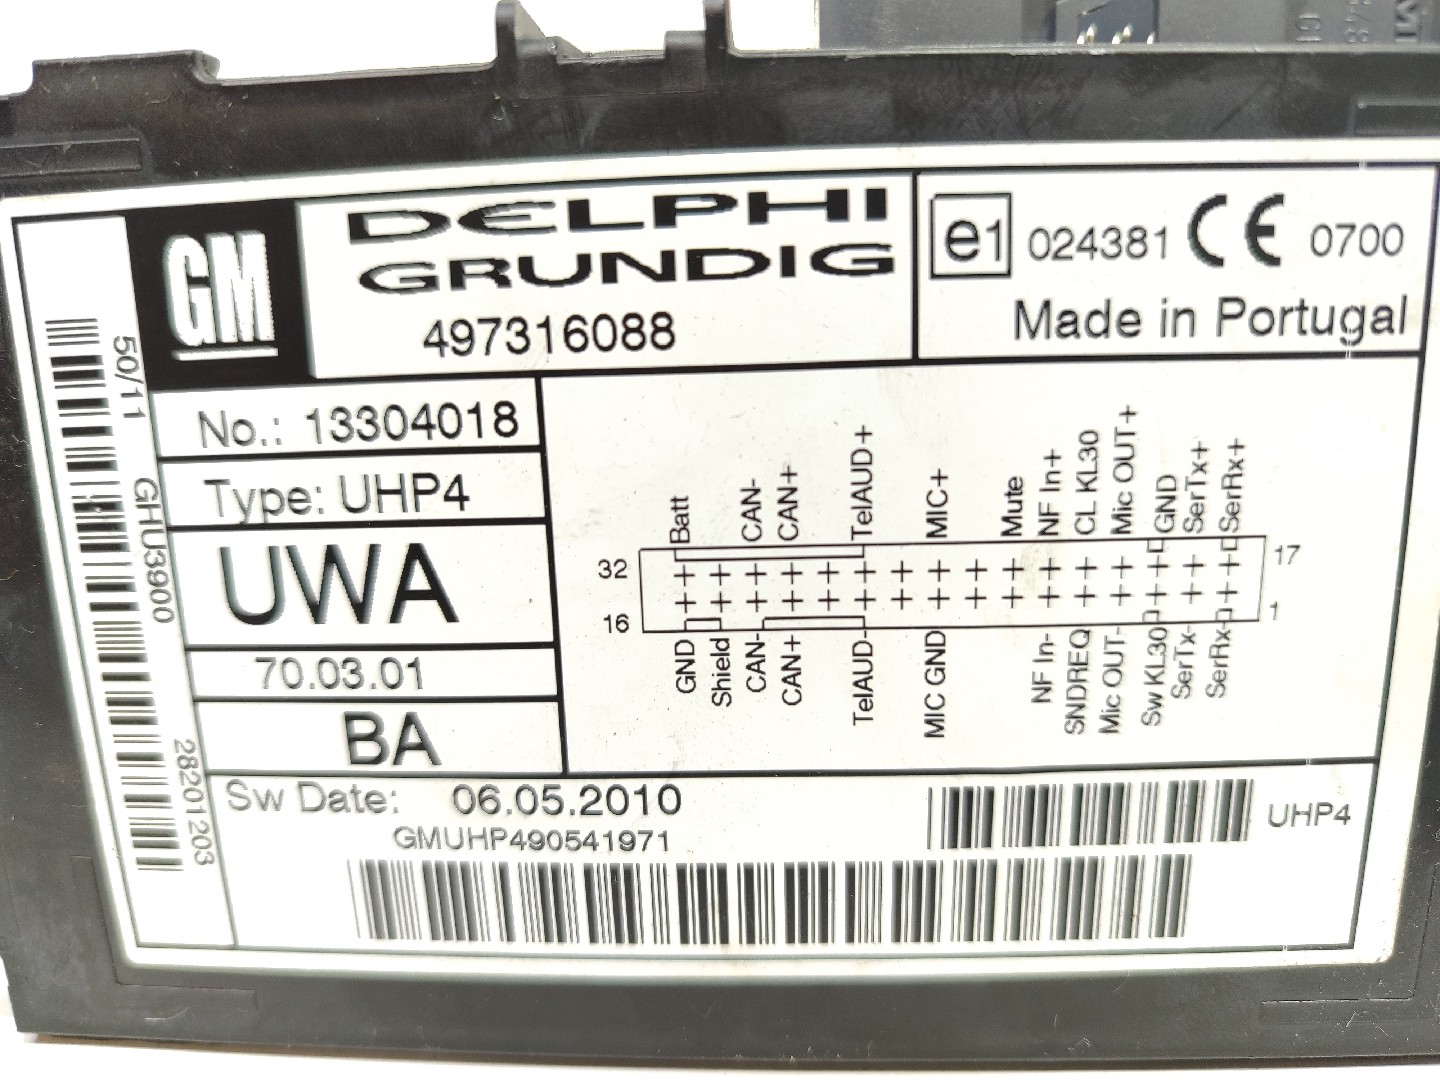 GM
DELPHI
GRUNDIG
497316088
e1 024381 CE 0700
Made in Portugal
50/11 GHU3900 28201203
No.: 13304018
Type: UHP4
UWA
70.03.01
BA
Batt CAN- CAN+ TelAUD+ MIC+ Mute NF In+ CL KL30 Mic OUT+ GND SerTx+ SerRx+
32 17
16 1
GND Shield CAN- CAN+ TelAUD- MIC GND NF In- SNDREQ Mic OUT- Sw KL30 SerTx- SerRx-
Sw Date: 06.05.2010
GMUHP490541971
UHP4